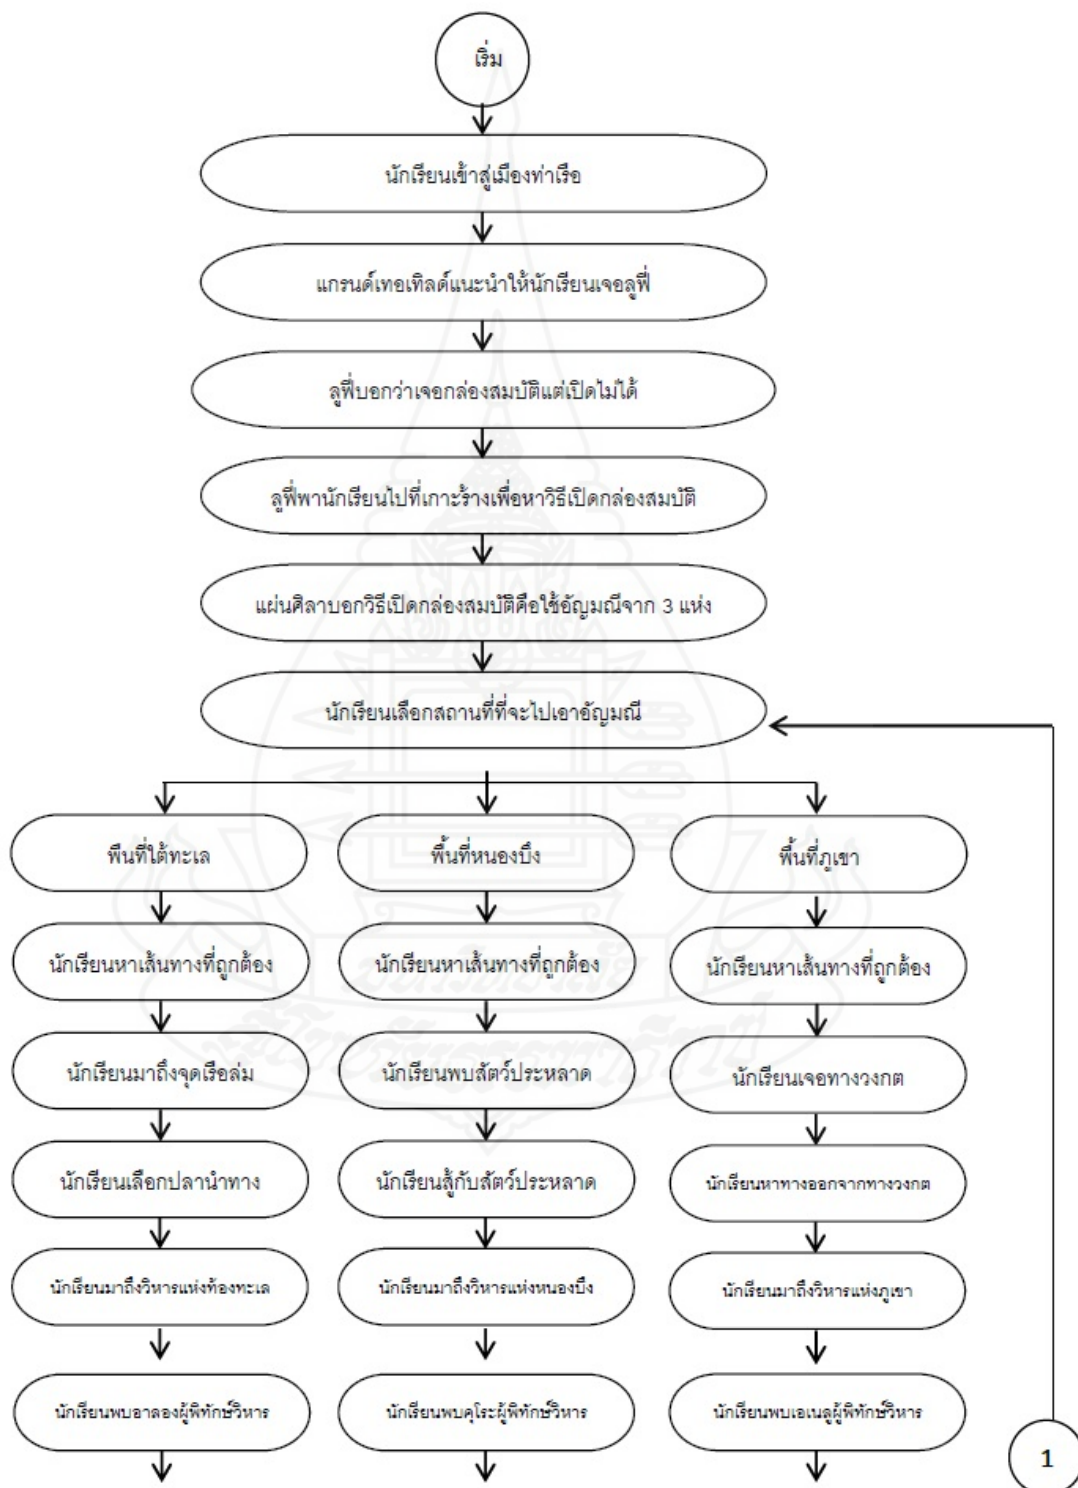 เริ่ม
นักเรียนเข้าสู่เมืองท่าเรือ
แกรนด์เทอเทิลด์แนะนำให้นักเรียนเจอลูฟี่
ลูฟี่บอกว่าเจอกล่องสมบัติแต่เปิดไม่ได้
ลูฟี่พานักเรียนไปที่เกาะร้างเพื่อหาวิธีเปิดกล่องสมบัติ
แผ่นศิลาบอกวิธีเปิดกล่องสมบัติคือใช้อัญมณีจาก 3 แห่ง
นักเรียนเลือกสถานที่ที่จะไปเอาอัญมณี
พื้นที่ใต้ทะเล
นักเรียนหาเส้นทางที่ถูกต้อง
นักเรียนมาถึงจุดเรือล่ม
นักเรียนเลือกปลานำทาง
นักเรียนมาถึงวิหารแห่งท้องทะเล
นักเรียนพบอาลองผู้พิทักษ์วิหาร
พื้นที่หนองบึง
นักเรียนหาเส้นทางที่ถูกต้อง
นักเรียนพบสัตว์ประหลาด
นักเรียนสู้กับสัตว์ประหลาด
นักเรียนมาถึงวิหารแห่งหนองบึง
นักเรียนพบคุโระผู้พิทักษ์วิหาร
พื้นที่ภูเขา
นักเรียนหาเส้นทางที่ถูกต้อง
นักเรียนเจอทางวงกต
นักเรียนหาทางออกจากทางวงกต
นักเรียนมาถึงวิหารแห่งภูเขา
นักเรียนพบเอเนลูผู้พิทักษ์วิหาร
1
มหาวิทยาลัย
สุโขทัยธรรมาธิราช